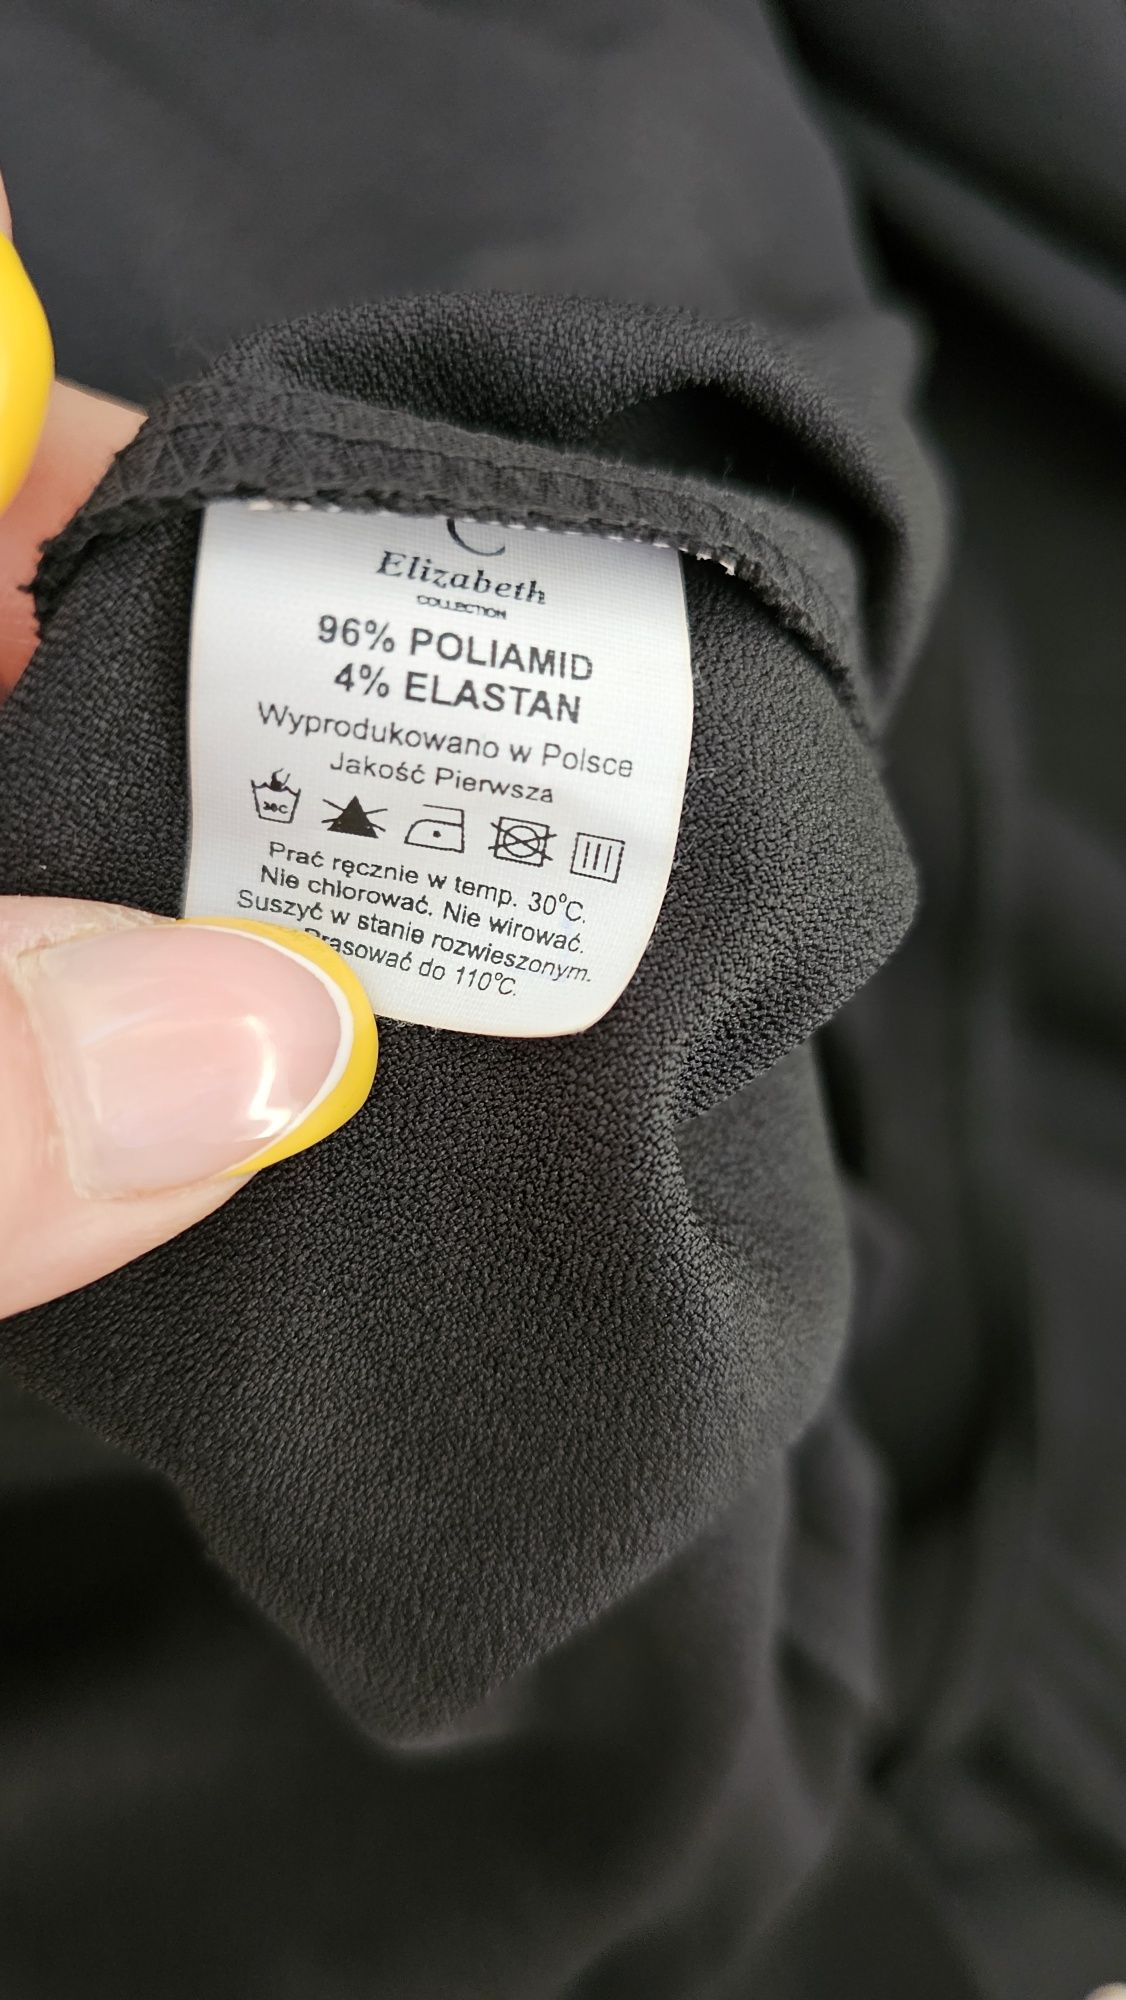 Elizabeth
COLLECTION
96% POLIAMID
4% ELASTAN
Wyprodukowano w Polsce
Jakość Pierwsza
30C
Prać ręcznie w temp. 30°C.
Nie chlorować. Nie wirować.
Suszyć w stanie rozwieszonym.
Prasować do 110°C.